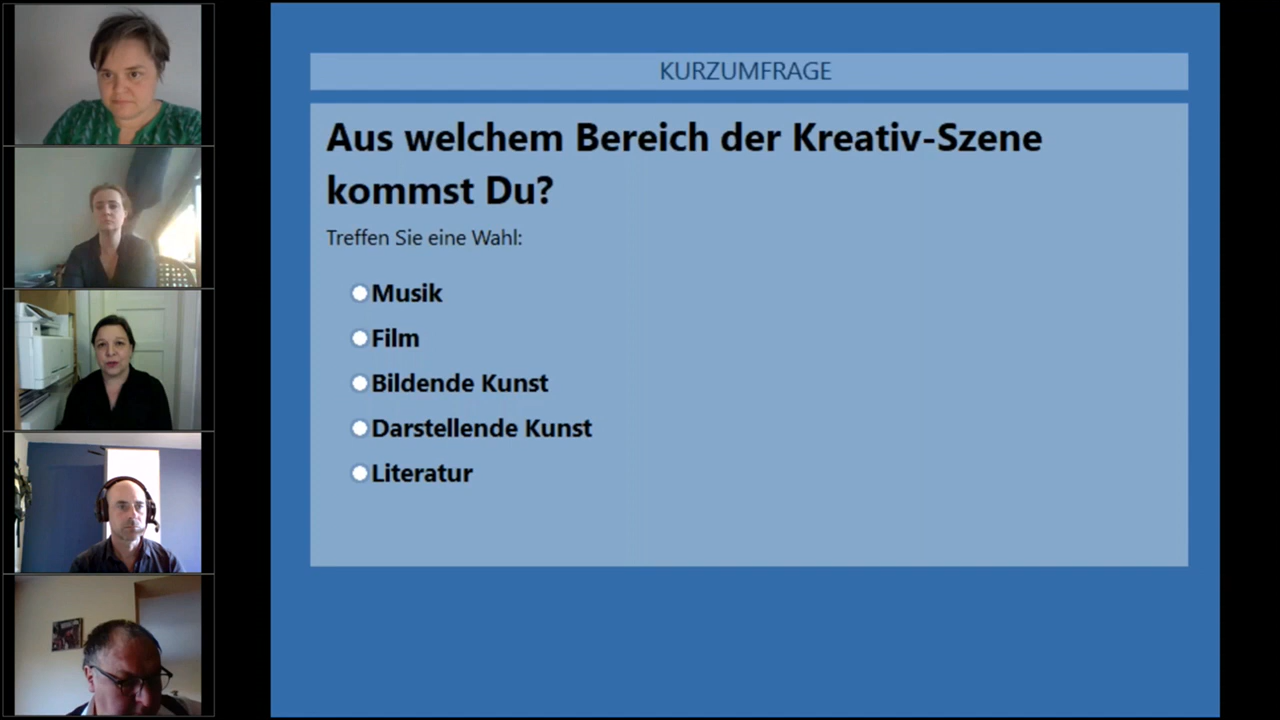 KURZUMFRAGE
Aus welchem Bereich der Kreativ-Szene
kommst Du?
Treffen Sie eine Wahl:
Musik
Film
Bildende Kunst
Darstellende Kunst
Literatur